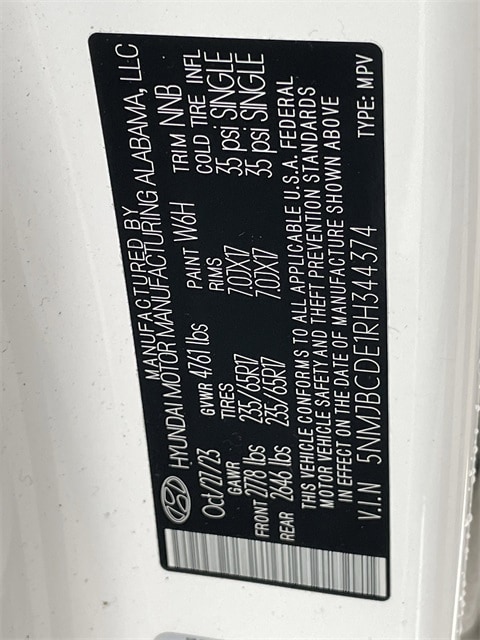 MANUFACTURED BY
HYUNDAI MOTOR MANUFACTURING ALABAMA, LLC
Oct/27/23 GVWR 4761 lbs PAINT W6H TRIM NNB
GAWR TIRES RIMS COLD TIRE INFL
FRONT 2778 lbs 235/65R17 7.0JX17 35 psi SINGLE
REAR 2646 lbs 235/65R17 7.0JX17 35 psi SINGLE
THIS VEHICLE CONFORMS TO ALL APPLICABLE U.S.A. FEDERAL
MOTOR VEHICLE SAFETY AND THEFT PREVENTION STANDARDS
IN EFFECT ON THE DATE OF MANUFACTURE SHOWN ABOVE
V.I.N 5NMJBCDE1RH344374 TYPE: MPV